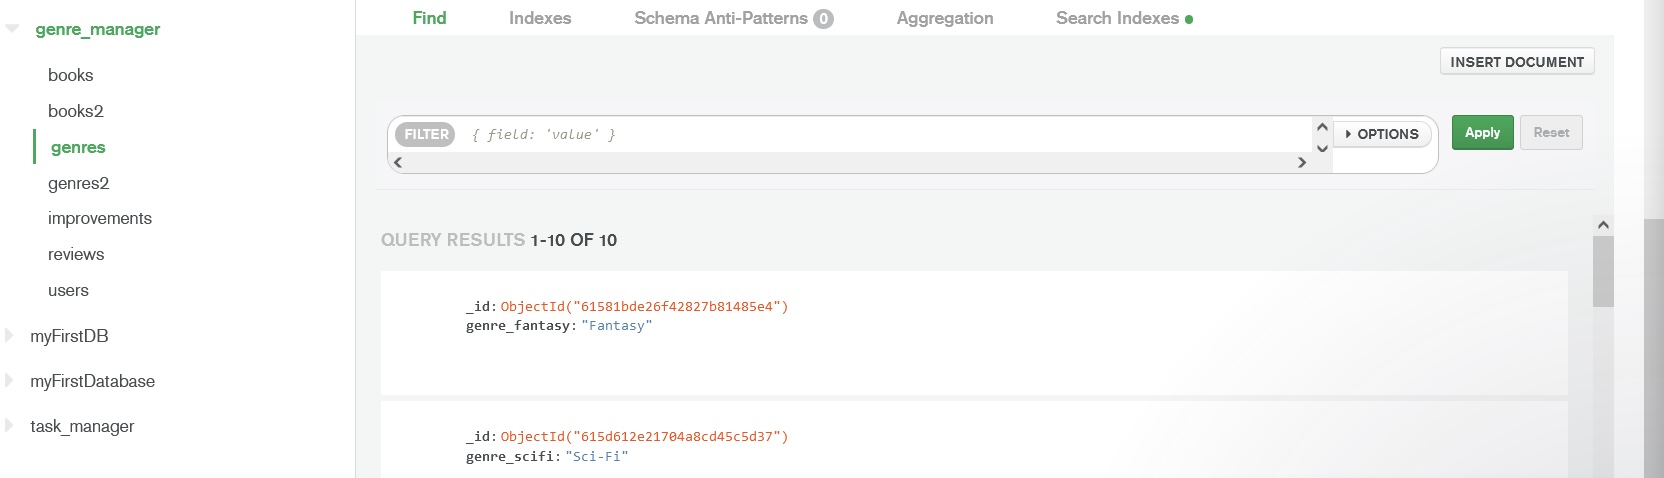 genre_manager
books
books2
genres
genres2
improvements
reviews
users
myFirstDB
myFirstDatabase
task_manager
Find Indexes Schema Anti-Patterns 0 Aggregation Search Indexes
INSERT DOCUMENT
FILTER { field: 'value' } OPTIONS Apply Reset
QUERY RESULTS 1-10 OF 10
_id: ObjectId("61581bde26f42827b81485e4")
genre_fantasy: "Fantasy"
_id: ObjectId("615d612e21704a8cd45c5d37")
genre_scifi: "Sci-Fi"